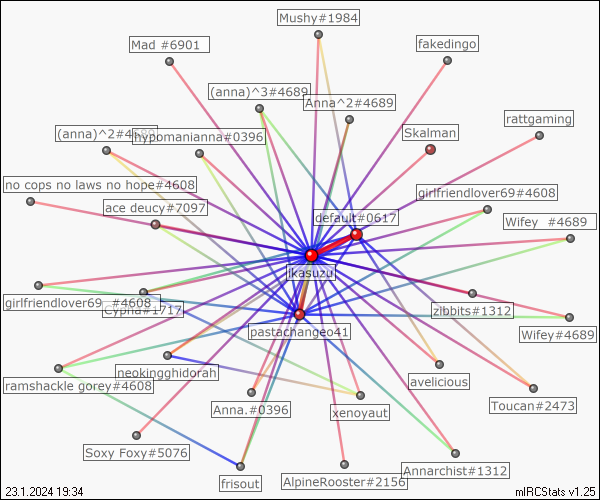 Mushy#1984
Mad #6901
fakedingo
(anna)^3#4689
Anna^2#4689
rattgaming
(anna)^2#4689
hypomanianna#0396
Skalman
no cops no laws no hope#4608
girlfriendlover69#4608
ace deucy#7097
default#0617
Wifey   #4689
ikasuzu
girlfriendlover69_ #4608
Cypha#1717
zibbits#1312
pastachangeo41
Wifey#4689
neokingghidorah
ramshackle gorey#4608
avelicious
Toucan#2473
Anna.#0396
xenoyaut
Soxy Foxy#5076
Annarchist#1312
frisout
AlpineRooster#2156
23.1.2024 19:34
mIRCStats v1.25